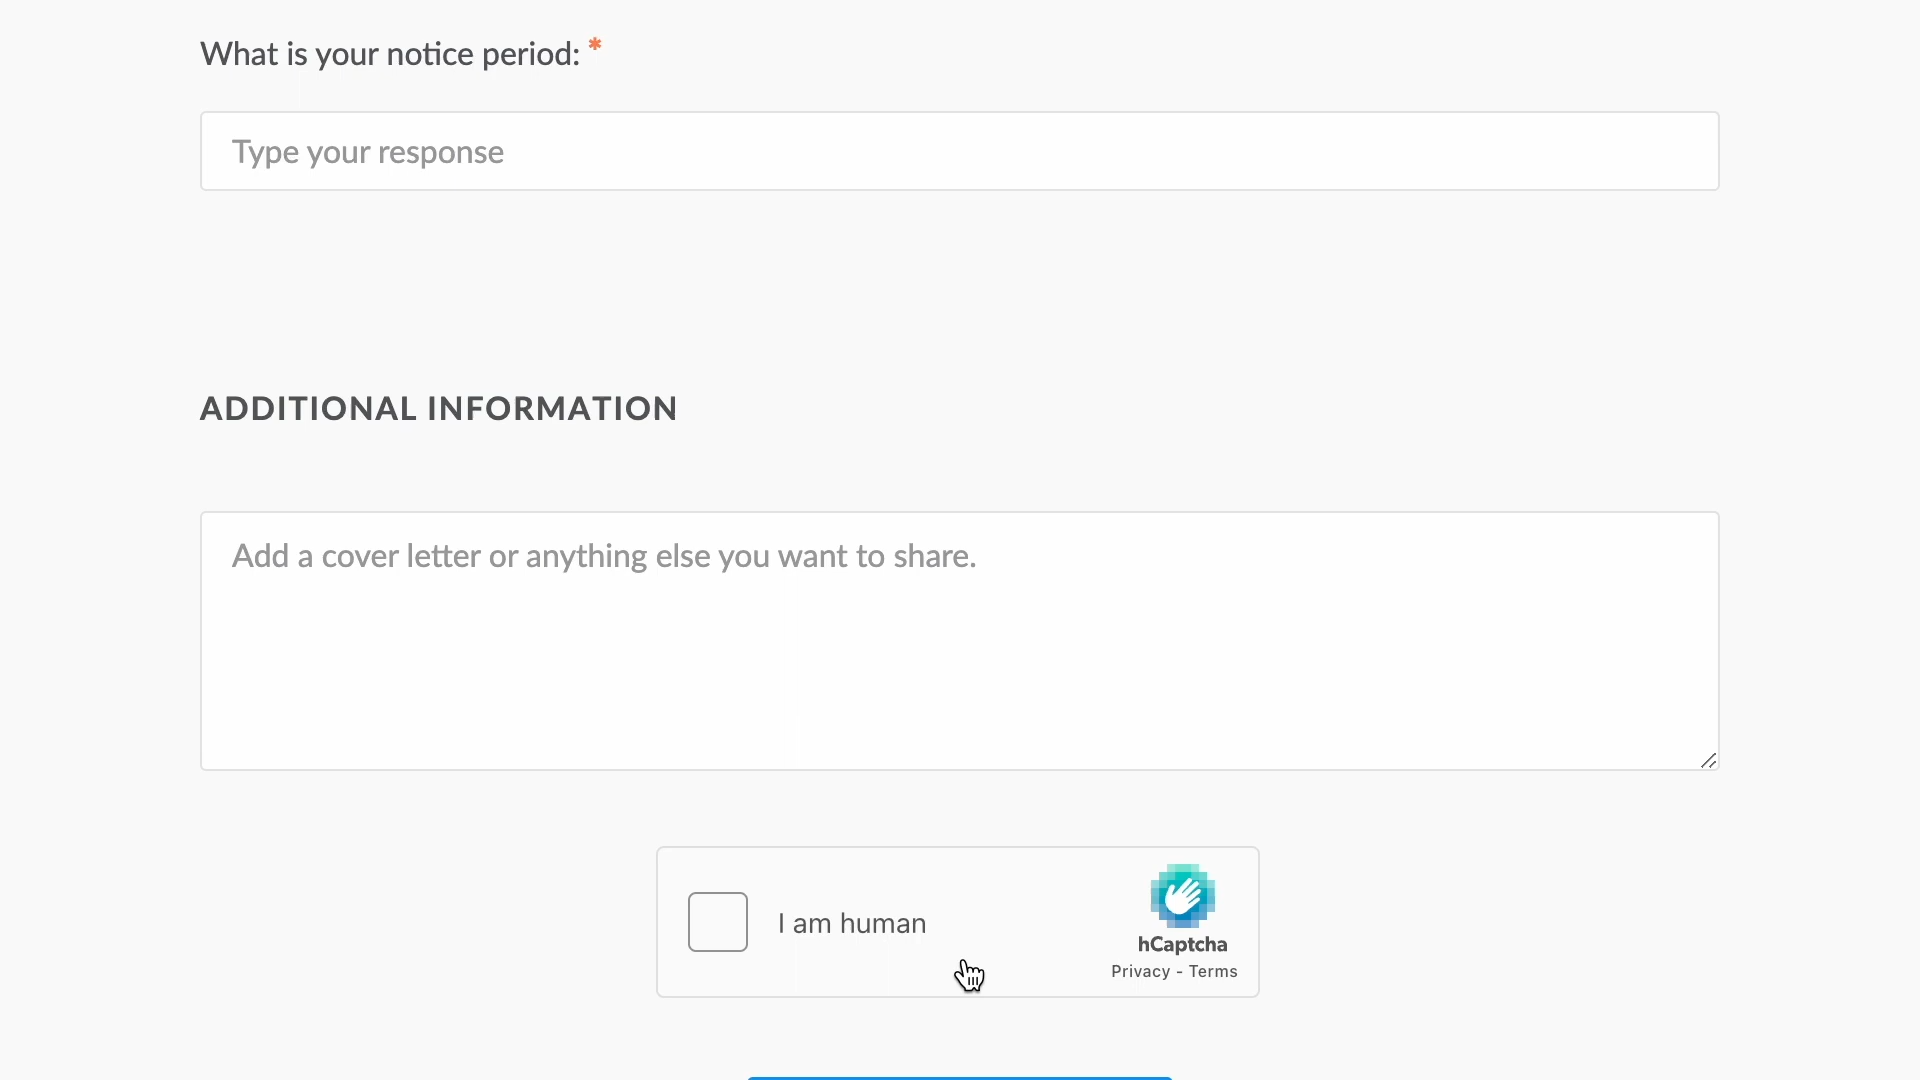 What is your notice period: *
Type your response
ADDITIONAL INFORMATION
Add a cover letter or anything else you want to share.
I am human
hCaptcha
Privacy - Terms